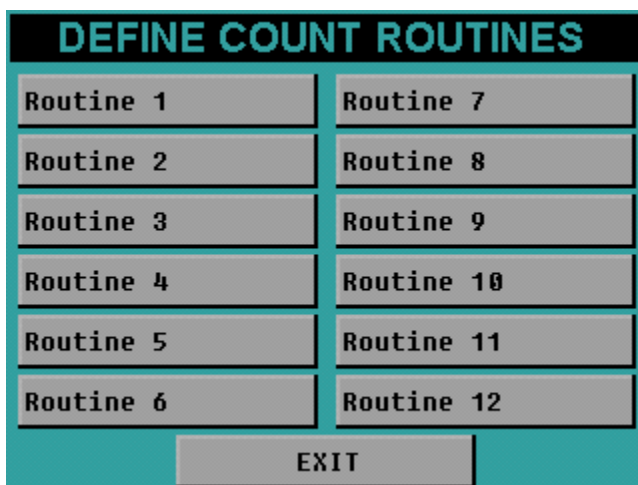 DEFINE COUNT ROUTINES
Routine 1
Routine 2
Routine 3
Routine 4
Routine 5
Routine 6
Routine 7
Routine 8
Routine 9
Routine 10
Routine 11
Routine 12
EXIT